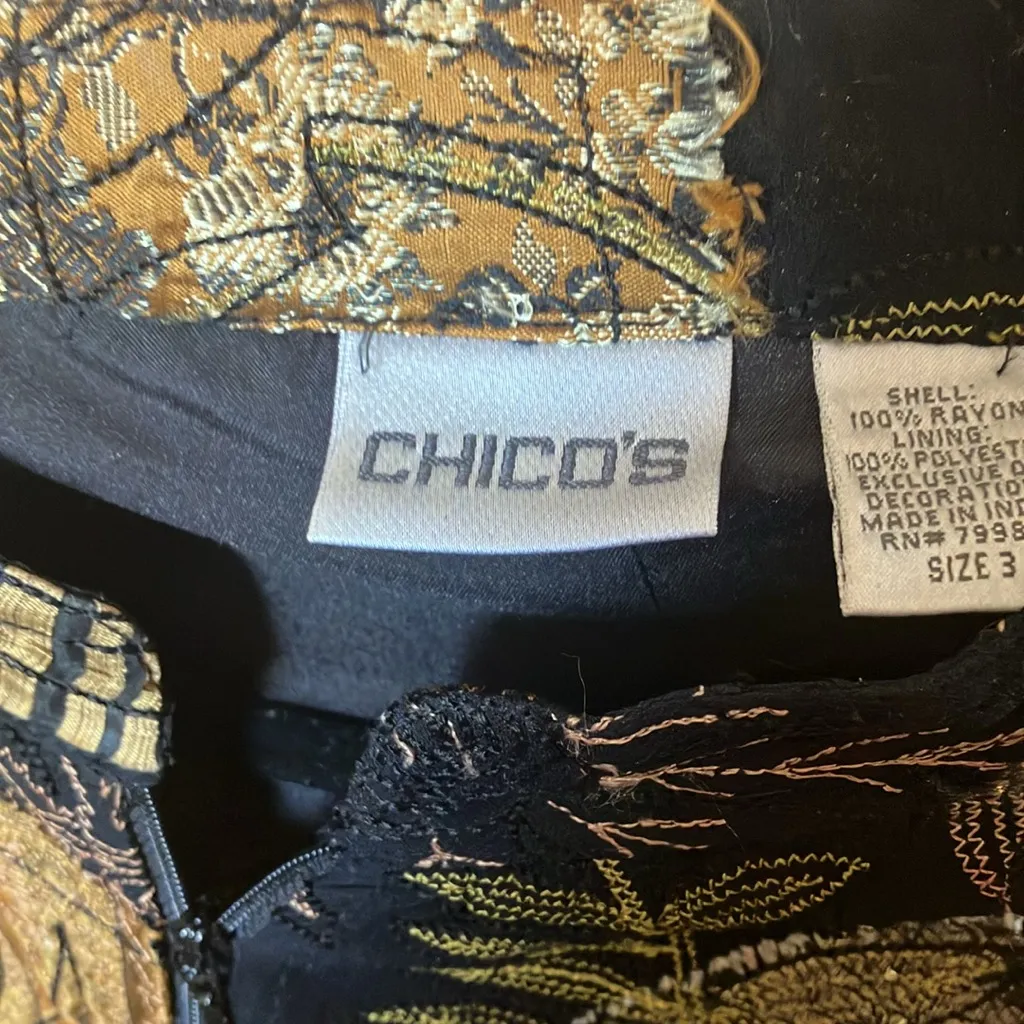 CHICO'S
SHELL:
100% RAYON
LINING:
100% POLYEST
EXCLUSIVE O
DECORATIO
MADE IN IND
RN# 7998
SIZE 3